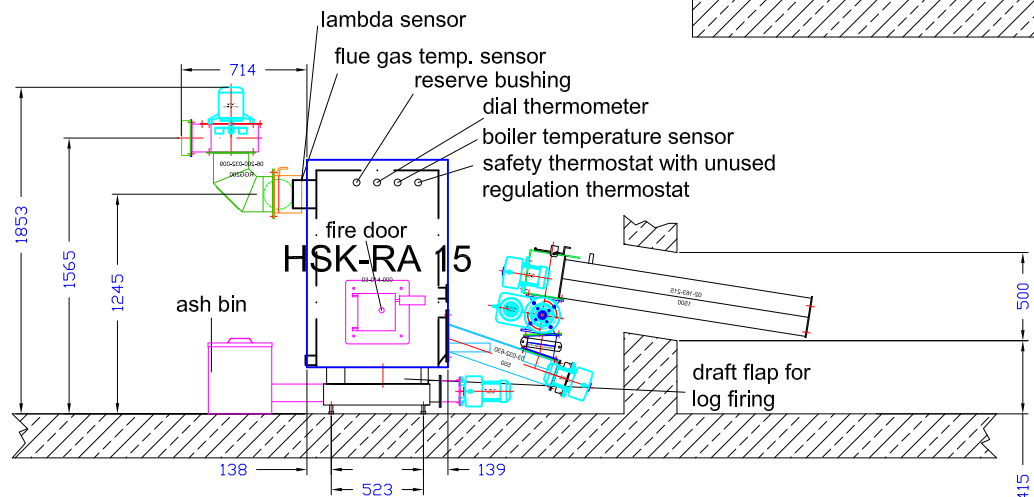 lambda sensor
flue gas temp. sensor
reserve bushing
dial thermometer
boiler temperature sensor
safety thermostat with unused
regulation thermostat
714
1853
1565
1245
fire door
HSK-RA 15
ash bin
1500
500
550
draft flap for
log firing
138
139
523
415